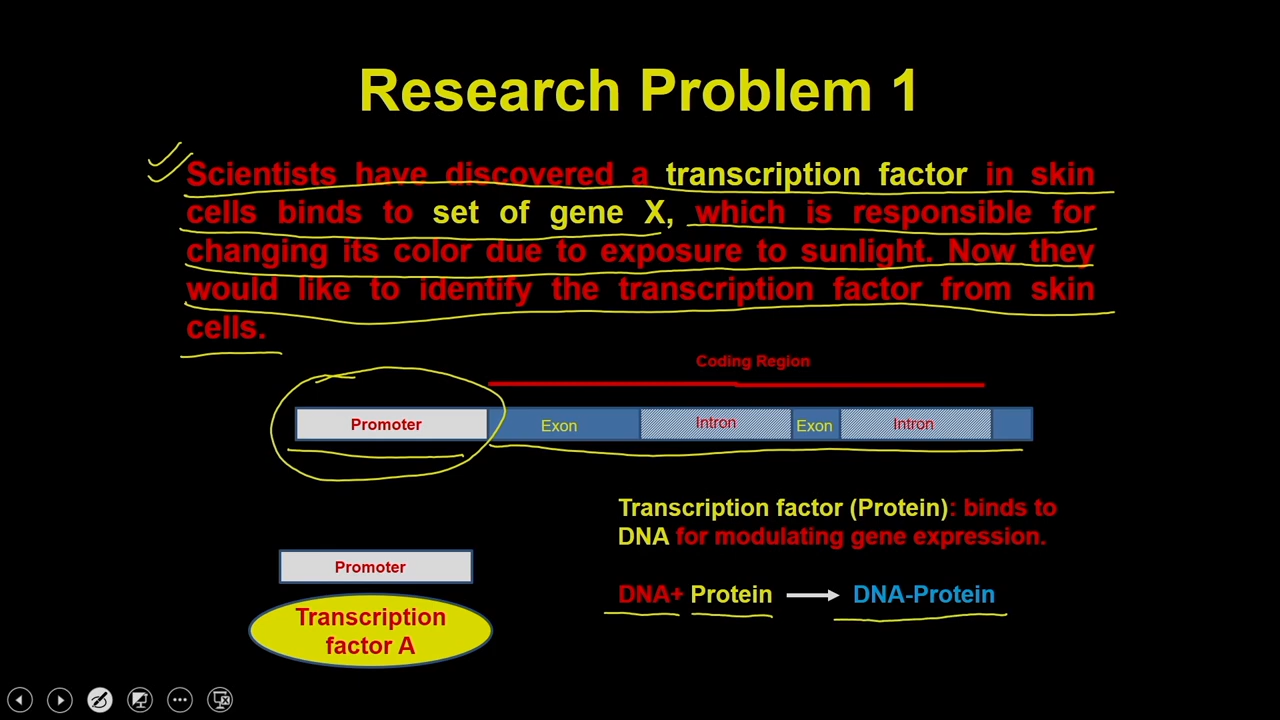 Research Problem 1
Scientists have discovered a transcription factor in skin
cells binds to set of gene X, which is responsible for
changing its color due to exposure to sunlight. Now they
would like to identify the transcription factor from skin
cells.
Coding Region
Promoter Exon Intron Exon Intron
Transcription factor (Protein): binds to
DNA for modulating gene expression.
Promoter
DNA+ Protein DNA-Protein
Transcription
factor A